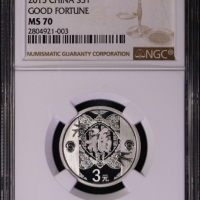 2015 CHINA S3Y
GOOD FORTUNE
MS 70
2804921-003
NUMISMATIC GUARANTY CORPORATION
NGC
3元